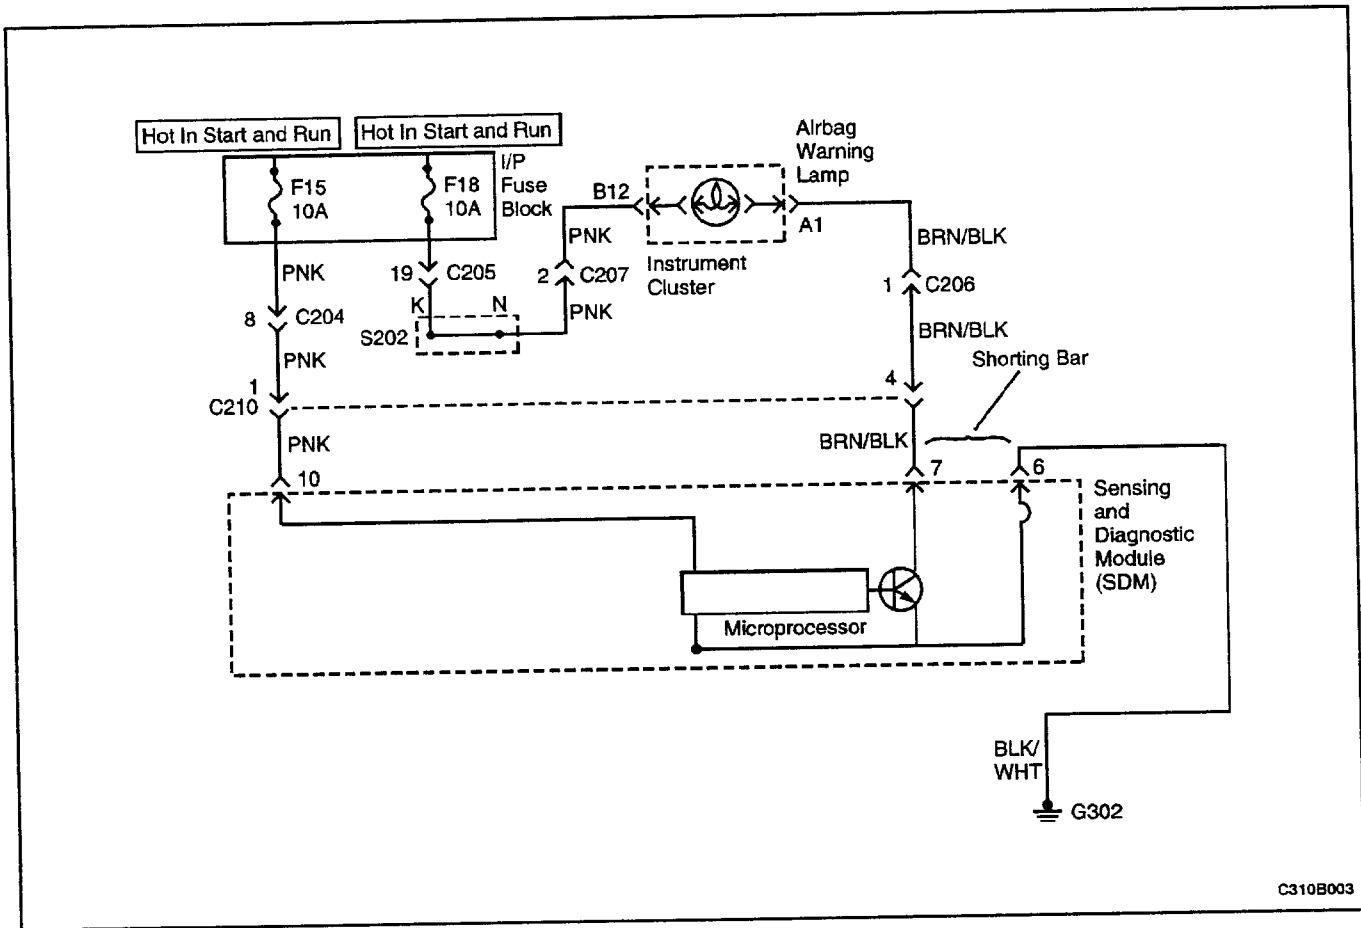 Hot In Start and Run
Hot In Start and Run
I/P
Fuse
Block
F15
10A
F18
10A
Airbag
Warning
Lamp
B12
A1
PNK
BRN/BLK
Instrument
Cluster
PNK
19
C205
2
C207
1
C206
K
N
PNK
S202
8
C204
BRN/BLK
PNK
Shorting Bar
1
C210
4
PNK
BRN/BLK
7
6
10
Sensing
and
Diagnostic
Module
(SDM)
Microprocessor
BLK/
WHT
G302
C310B003